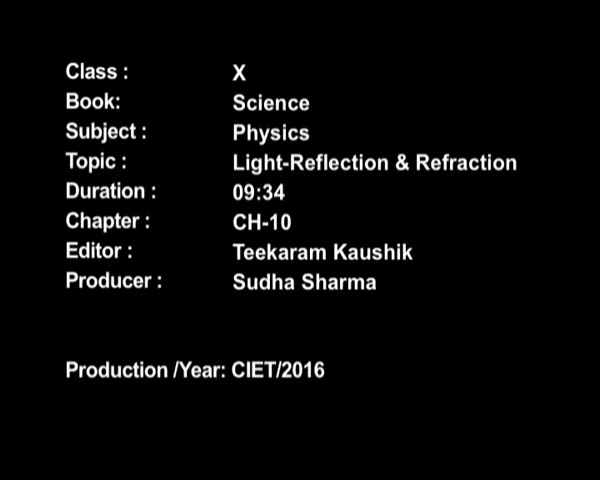 Class : X
Book: Science
Subject : Physics
Topic : Light-Reflection & Refraction
Duration : 09:34
Chapter : CH-10
Editor : Teekaram Kaushik
Producer : Sudha Sharma
Production /Year: CIET/2016